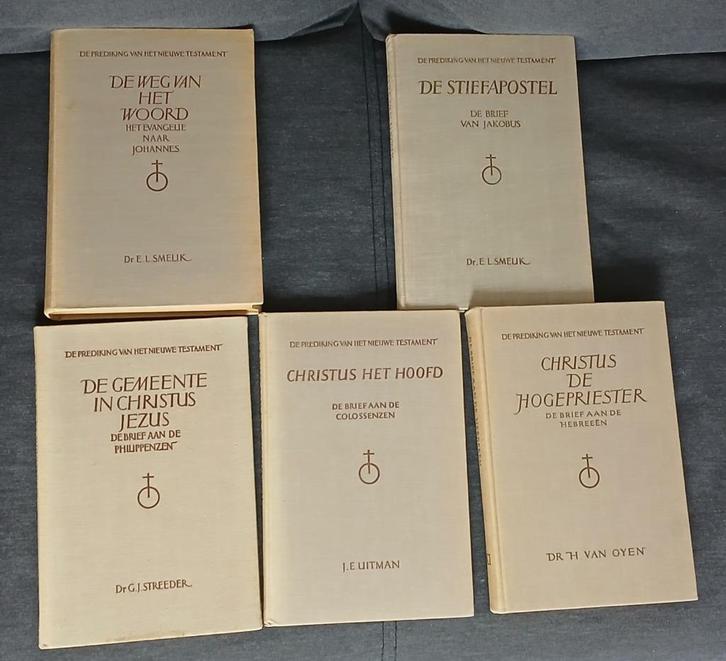 DE PREDIKING VAN HET NIEUWE TESTAMENT
DE WEG VAN
HET
WOORD
HET EVANGELIE
NAAR
JOHANNES
Dr E. L. SMELIK
DE PREDIKING VAN HET NIEUWE TESTAMENT
DE STIEFAPOSTEL
DE BRIEF
VAN JAKOBUS
Dr. E. L. SMELIK
DE PREDIKING VAN HET NIEUWE TESTAMENT
DE GEMEENTE
IN CHRISTUS
JEZUS
DE BRIEF AAN DE
PHILIPPENZEN
Dr G. J. STREEDER
DE PREDIKING VAN HET NIEUWE TESTAMENT
CHRISTUS HET HOOFD
DE BRIEF AAN DE
COLOSSENZEN
J. E UITMAN
DE PREDIKING VAN HET NIEUWE TESTAMENT
CHRISTUS
DE
HOGEPRIESTER
DE BRIEF AAN DE
HEBREEËN
DR H VAN OYEN